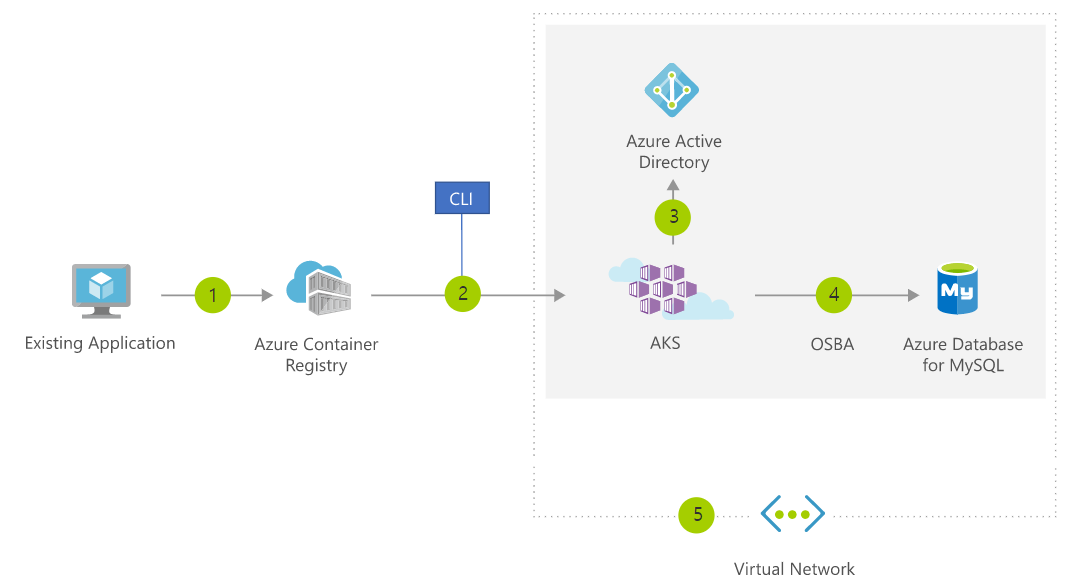 Azure Active
Directory
CLI
3
1
2
4
My
Existing Application
Azure Container
Registry
AKS
OSBA
Azure Database
for MySQL
5
Virtual Network